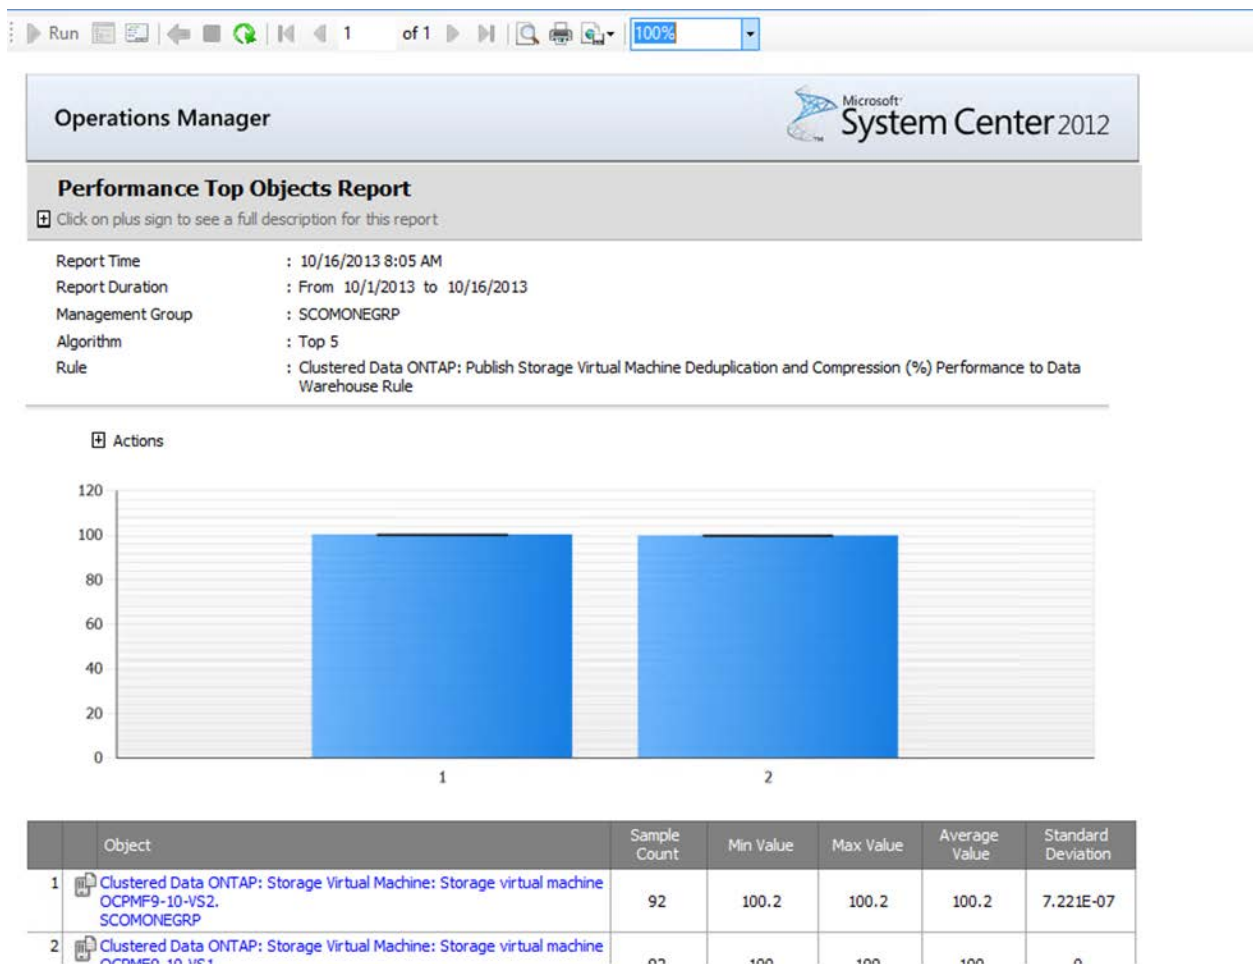 Run 1 of 1 100%
Operations Manager
Microsoft
System Center 2012
TM
Performance Top Objects Report
Click on plus sign to see a full description for this report
Report Time : 10/16/2013 8:05 AM
Report Duration : From 10/1/2013 to 10/16/2013
Management Group : SCOMONEGRP
Algorithm : Top 5
Rule : Clustered Data ONTAP: Publish Storage Virtual Machine Deduplication and Compression (%) Performance to Data
Warehouse Rule
Actions
120
100
80
60
40
20
0
1 2
Object Sample Count Min Value Max Value Average Value Standard Deviation
1 Clustered Data ONTAP: Storage Virtual Machine: Storage virtual machine
OCPMF9-10-VS2. 92 100.2 100.2 100.2 7.221E-07
SCOMONEGRP
2 Clustered Data ONTAP: Storage Virtual Machine: Storage virtual machine